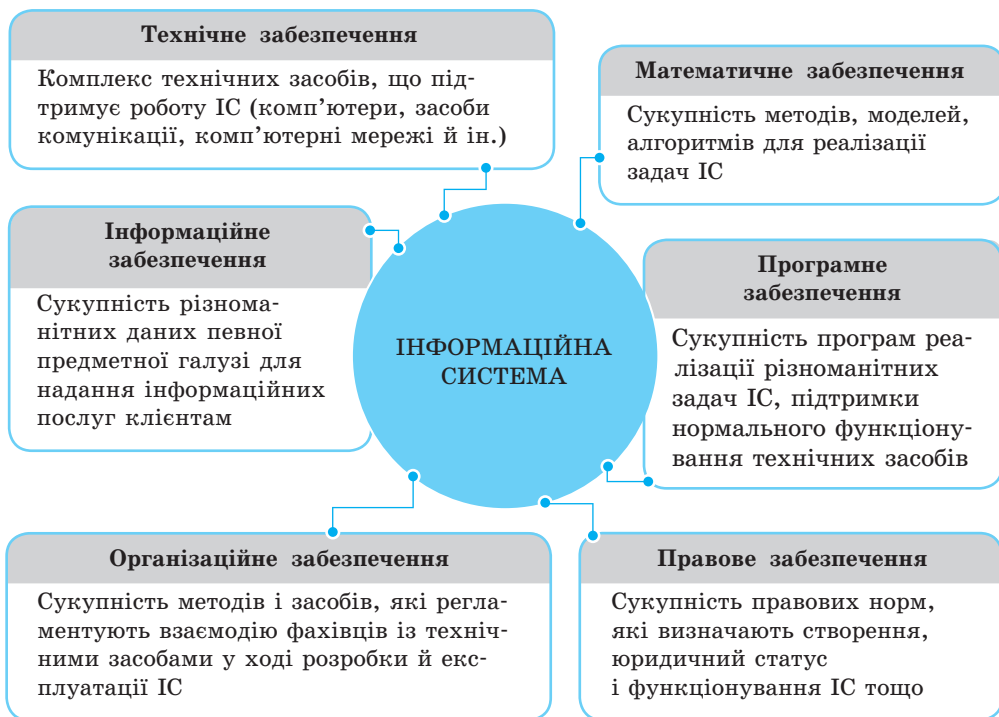 Технічне забезпечення
Комплекс технічних засобів, що під-
тримує роботу ІС (комп’ютери, засоби
комунікації, комп’ютерні мережі й ін.)
Математичне забезпечення
Сукупність методів, моделей,
алгоритмів для реалізації
задач ІС
Інформаційне
забезпечення
Сукупність різнома-
нітних даних певної
предметної галузі для
надання інформаційних
послуг клієнтам
ІНФОРМАЦІЙНА
СИСТЕМА
Програмне
забезпечення
Сукупність програм реа-
лізації різноманітних
задач ІС, підтримки
нормального функціону-
вання технічних засобів
Організаційне забезпечення
Сукупність методів і засобів, які регла-
ментують взаємодію фахівців із техніч-
ними засобами у ході розробки й екс-
плуатації ІС
Правове забезпечення
Сукупність правових норм,
які визначають створення,
юридичний статус
і функціонування ІС тощо